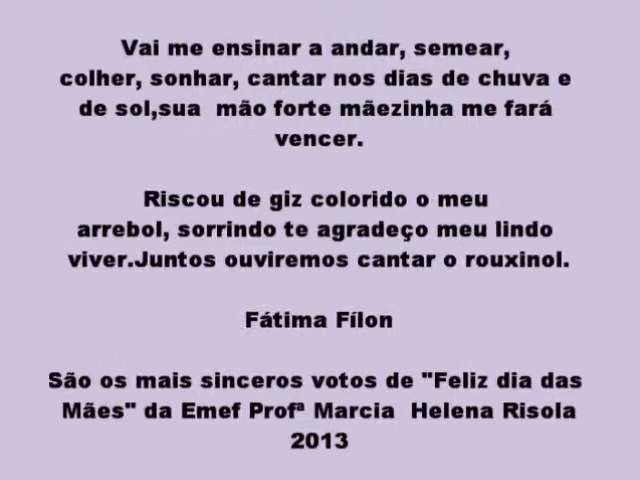 Vai me ensinar a andar, semear,
colher, sonhar, cantar nos dias de chuva e
de sol,sua  mão forte mãezinha me fará
vencer.
Riscou de giz colorido o meu
arrebol, sorrindo te agradeço meu lindo
viver.Juntos ouviremos cantar o rouxinol.
Fátima Fílon
São os mais sinceros votos de "Feliz dia das
Mães" da Emef Profª Marcia  Helena Risola
2013